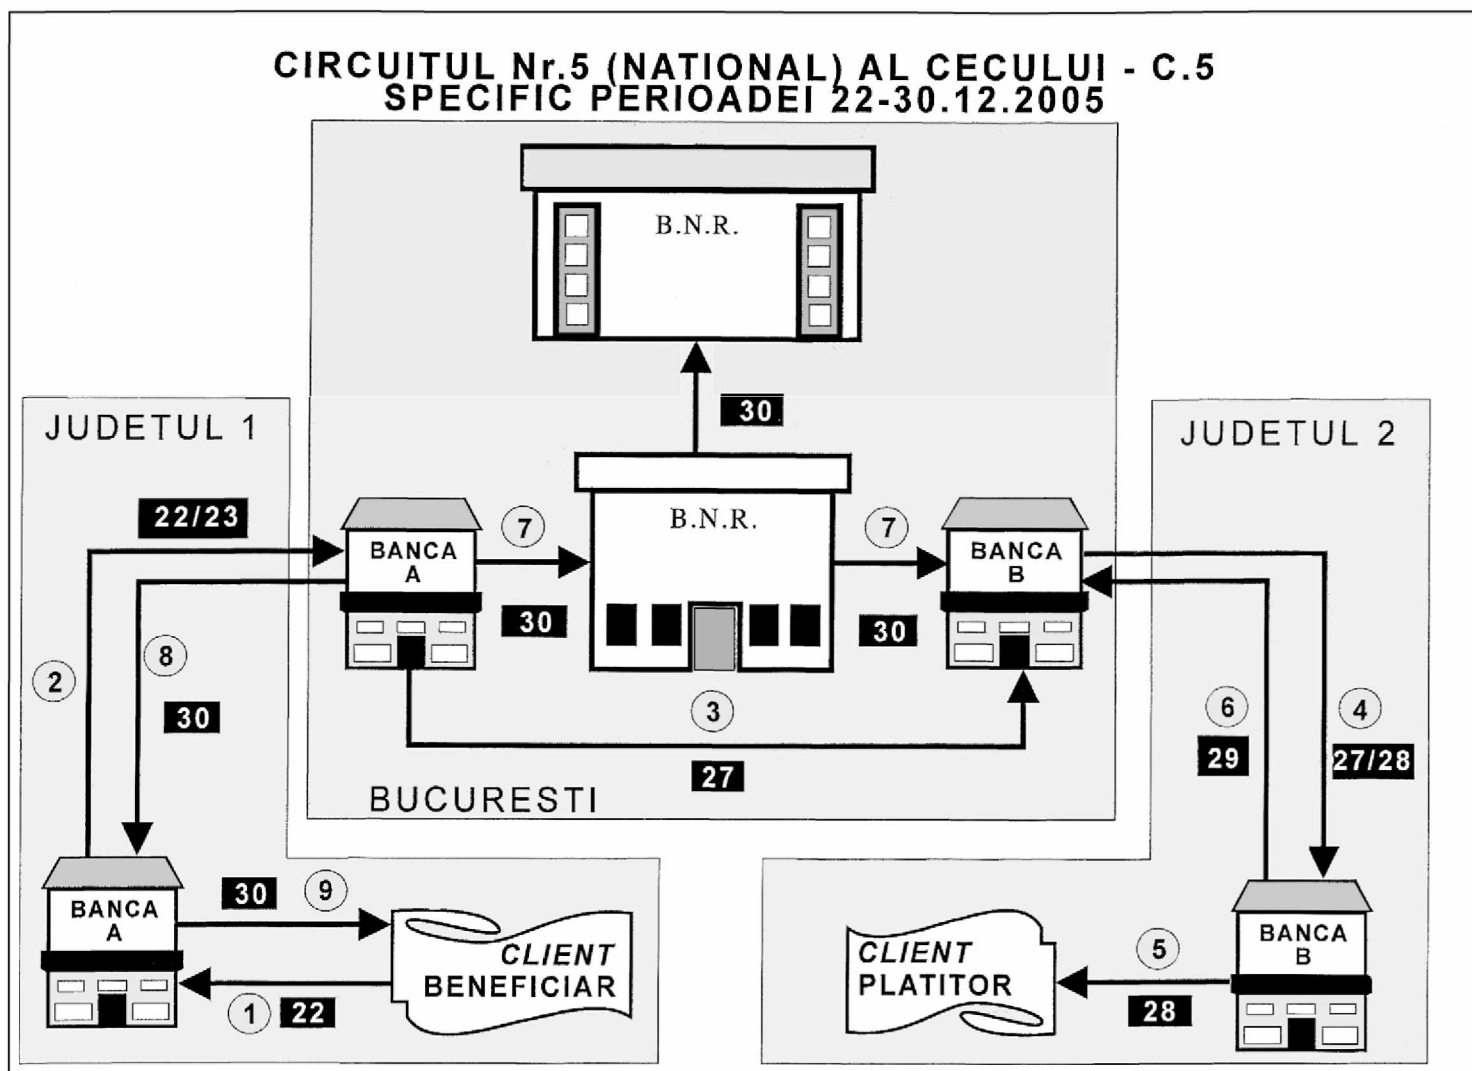 CIRCUITUL Nr.5 (NATIONAL) AL CECULUI - C.5
SPECIFIC PERIOADEI 22-30.12.2005
B.N.R.
30
JUDETUL 1
JUDETUL 2
22/23
7
B.N.R.
7
BANCA
A
BANCA
B
30
30
2
8
3
6
4
30
29
27/28
27
BUCURESTI
30
9
BANCA
A
CLIENT
BENEFICIAR
1
22
CLIENT
PLATITOR
5
28
BANCA
B